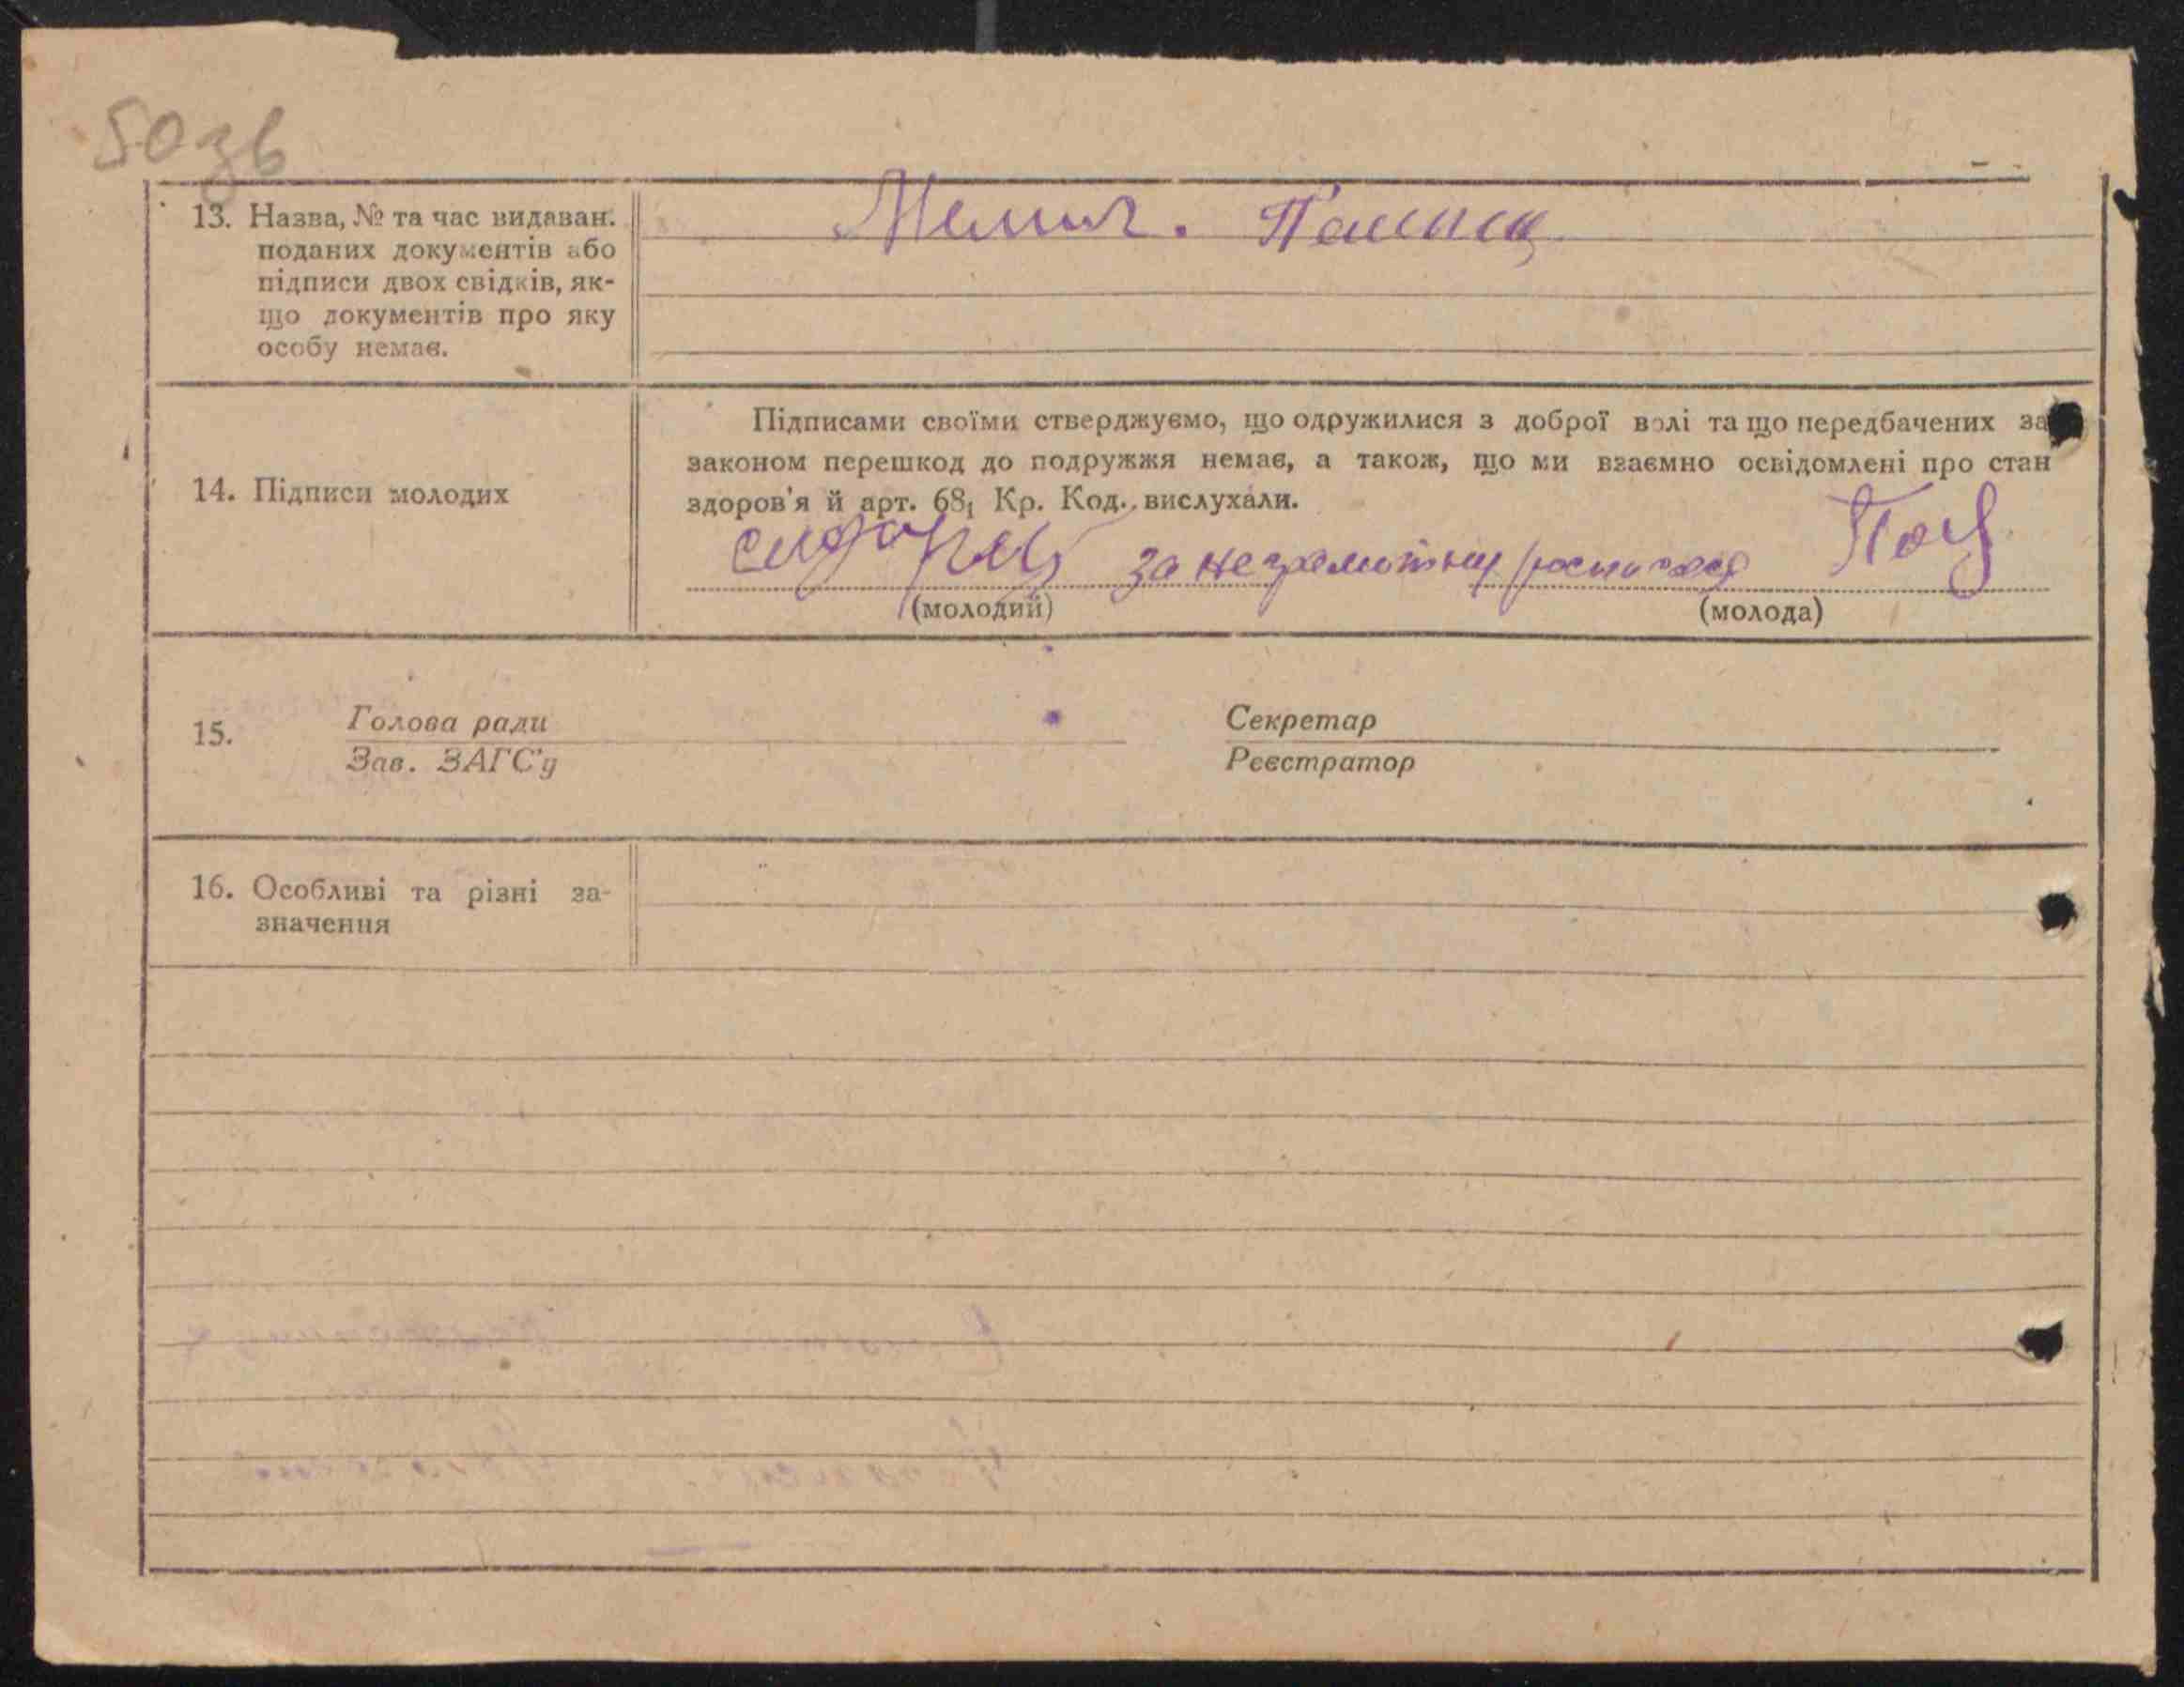 50зв
13. Назва, № та час видаван.
поданих документів або
підписи двох свідків, як-
що документів про яку
особу немає.
14. Підписи молодих
Підписами своїми стверджуємо, що одружилися з доброї волі та що передбачених за
законом перешкод до подружжя немає, а також, що ми взаємно освідомлені про стан
здоров'я й арт. 68₁ Кр. Код. вислухали.
за неграмотну
(молодий) (молода)
15. Голова ради Секретар
Зав. ЗАГС'у Реєстратор
16. Особливі та різні за-
значення